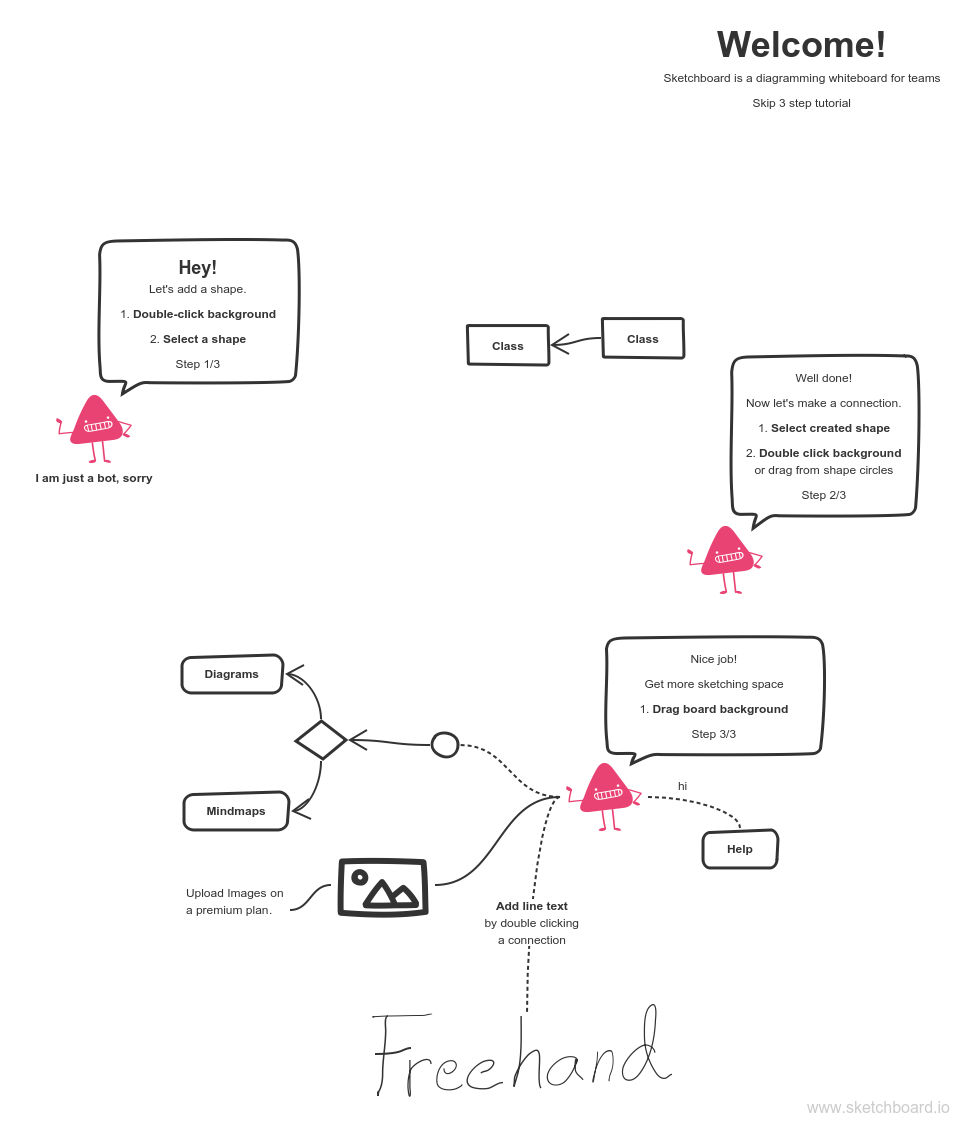 Welcome!
Sketchboard is a diagramming whiteboard for teams
Skip 3 step tutorial
Hey!
Let's add a shape.
1. Double-click background
2. Select a shape
Step 1/3
I am just a bot, sorry
Class
Class
Well done!
Now let's make a connection.
1. Select created shape
2. Double click background
or drag from shape circles
Step 2/3
Nice job!
Get more sketching space
1. Drag board background
Step 3/3
Diagrams
Mindmaps
hi
Help
Upload Images on
a premium plan.
Add line text
by double clicking
a connection
Freehand
www.sketchboard.io